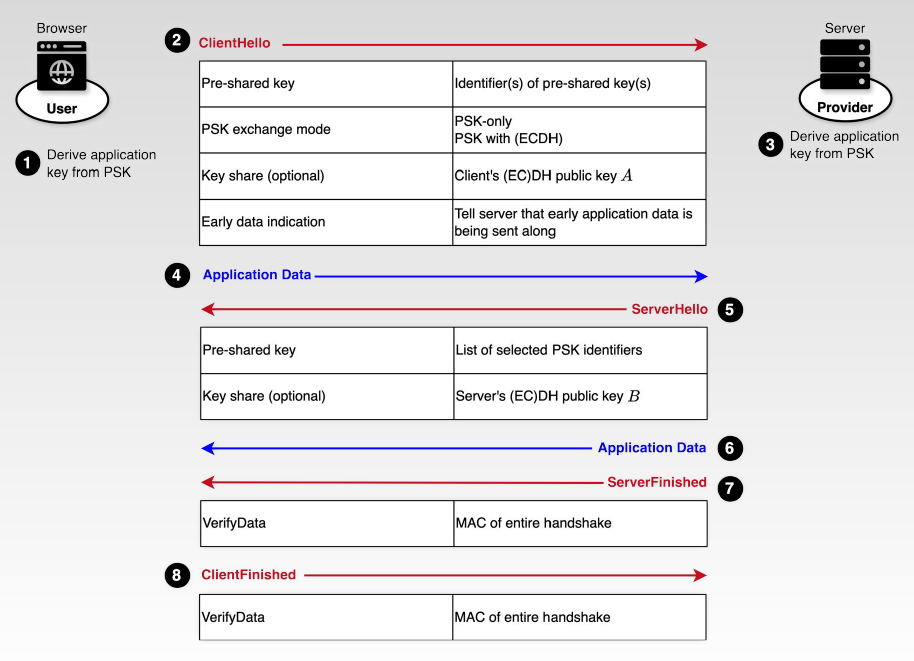 Browser
User
1 Derive application
key from PSK
Server
Provider
3 Derive application
key from PSK
2 ClientHello
Pre-shared key Identifier(s) of pre-shared key(s)
PSK exchange mode PSK-only
PSK with (ECDH)
Key share (optional) Client's (EC)DH public key A
Early data indication Tell server that early application data is
being sent along
4 Application Data
ServerHello 5
Pre-shared key List of selected PSK identifiers
Key share (optional) Server's (EC)DH public key B
Application Data 6
ServerFinished 7
VerifyData MAC of entire handshake
8 ClientFinished
VerifyData MAC of entire handshake